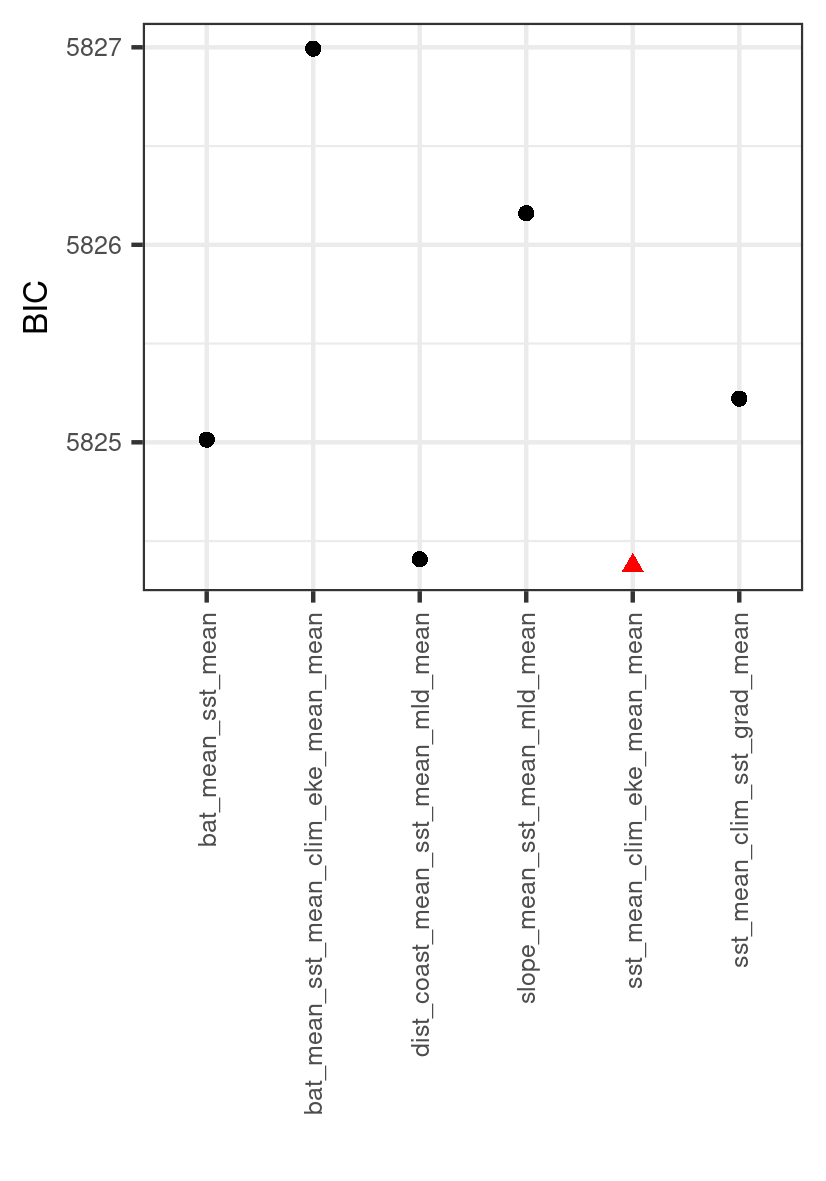 5827
5826
5825
BIC
bat_mean_sst_mean
bat_mean_sst_mean_clim_eke_mean_mean
dist_coast_mean_sst_mean_mld_mean
slope_mean_sst_mean_mld_mean
sst_mean_clim_eke_mean_mean
sst_mean_clim_sst_grad_mean